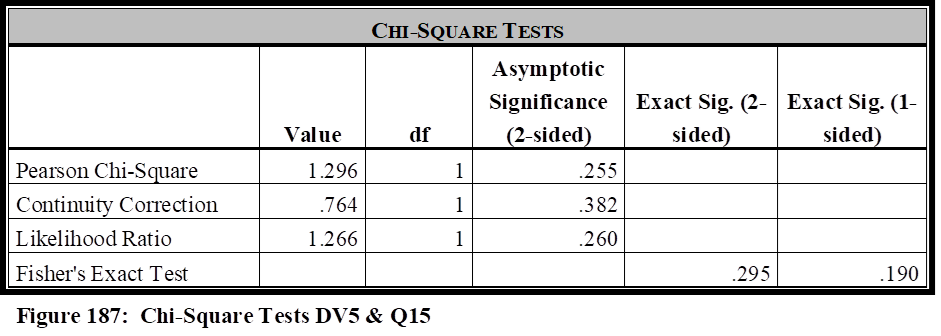 CHI-SQUARE TESTS
Value df Asymptotic Significance (2-sided) Exact Sig. (2-sided) Exact Sig. (1-sided)
Pearson Chi-Square 1.296 1 .255
Continuity Correction .764 1 .382
Likelihood Ratio 1.266 1 .260
Fisher's Exact Test .295 .190
Figure 187: Chi-Square Tests DV5 & Q15